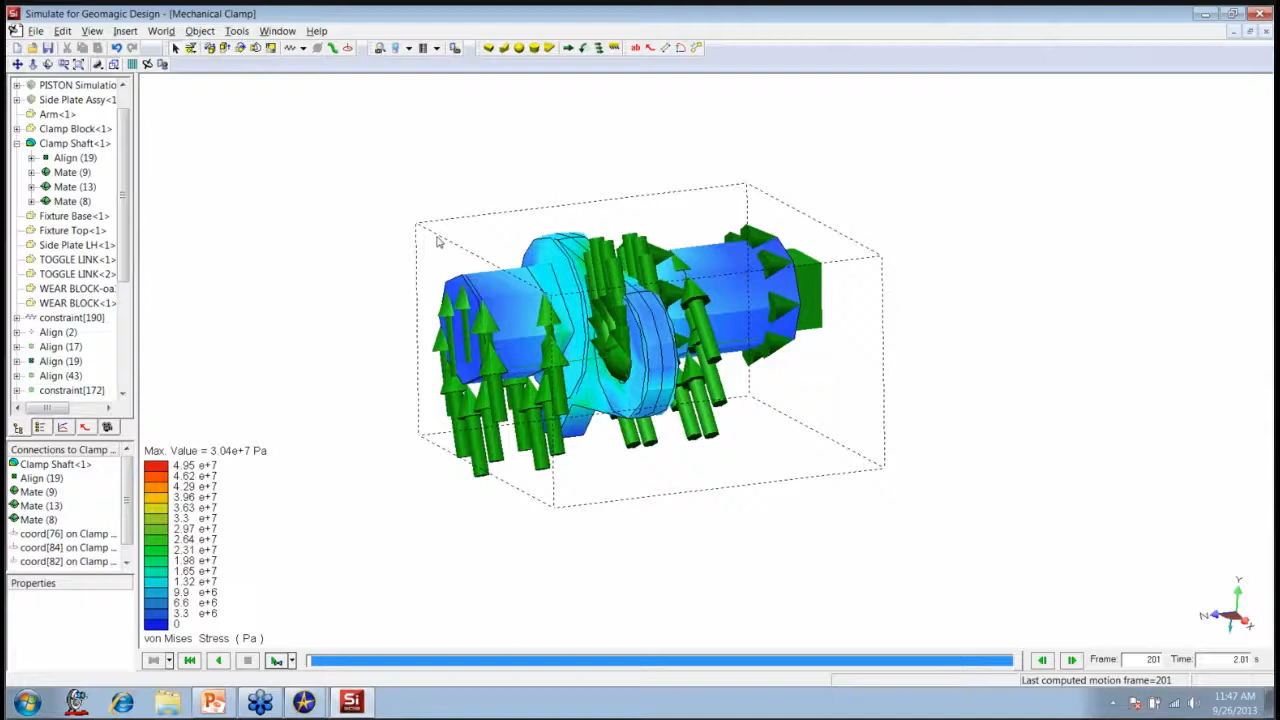 Simulate for Geomagic Design - [Mechanical Clamp]
File Edit View Insert World Object Tools Window Help
PISTON Simulatio
Side Plate Assy<1
Arm<1>
Clamp Block<1>
Clamp Shaft<1>
Align (19)
Mate (9)
Mate (13)
Mate (8)
Fixture Base<1>
Fixture Top<1>
Side Plate LH<1>
TOGGLE LINK<1>
TOGGLE LINK<2>
WEAR BLOCK-oa
WEAR BLOCK<1>
constraint[190]
Align (2)
Align (17)
Align (19)
Align (43)
constraint[172]
Connections to Clamp ...
Clamp Shaft<1>
Align (19)
Mate (9)
Mate (13)
Mate (8)
coord[76] on Clamp ...
coord[84] on Clamp ...
coord[82] on Clamp ...
Properties
Max. Value = 3.04e+7 Pa
4.95 e+7
4.62 e+7
4.29 e+7
3.96 e+7
3.63 e+7
3.3 e+7
2.97 e+7
2.64 e+7
2.31 e+7
1.98 e+7
1.65 e+7
1.32 e+7
9.9 e+6
6.6 e+6
3.3 e+6
0
von Mises Stress ( Pa )
Y
X
Frame: 201 Time: 2.01 s
Last computed motion frame=201
11:47 AM
9/26/2013